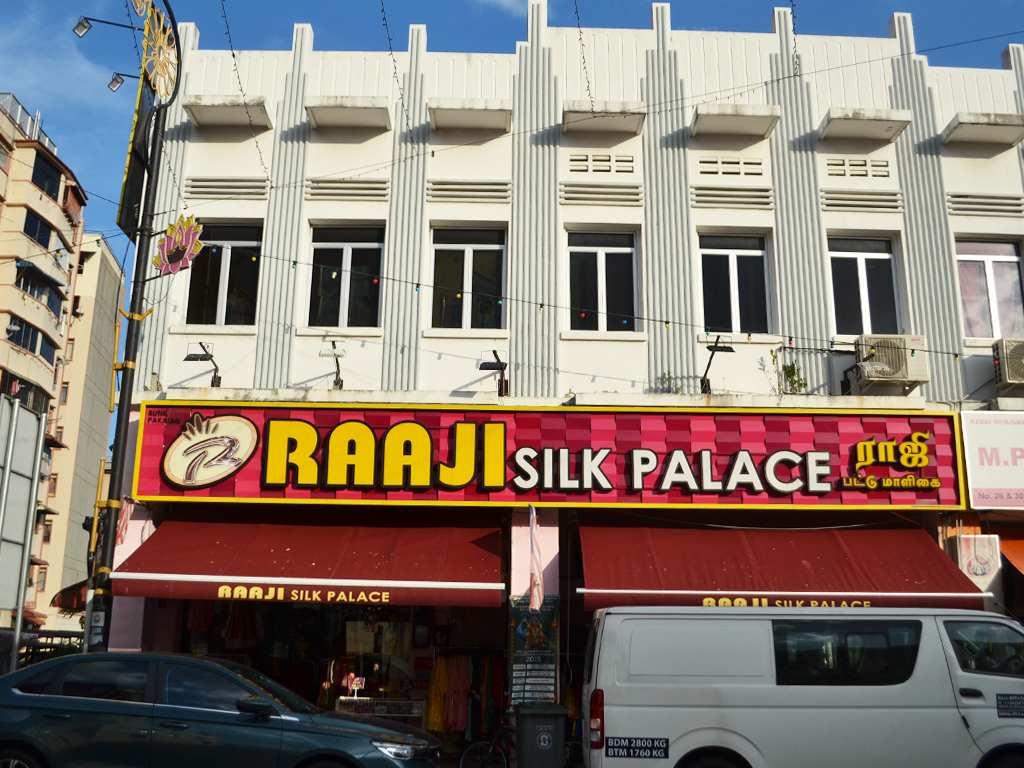 BUTIK
PAKAIAN
R
RAAJI SILK PALACE
ராஜி
பட்டு மாளிகை
M.P
No. 26 & 30
RAAJI SILK PALACE
RAAJI SILK PALACE
BDM 2800 KG
BTM 1760 KG